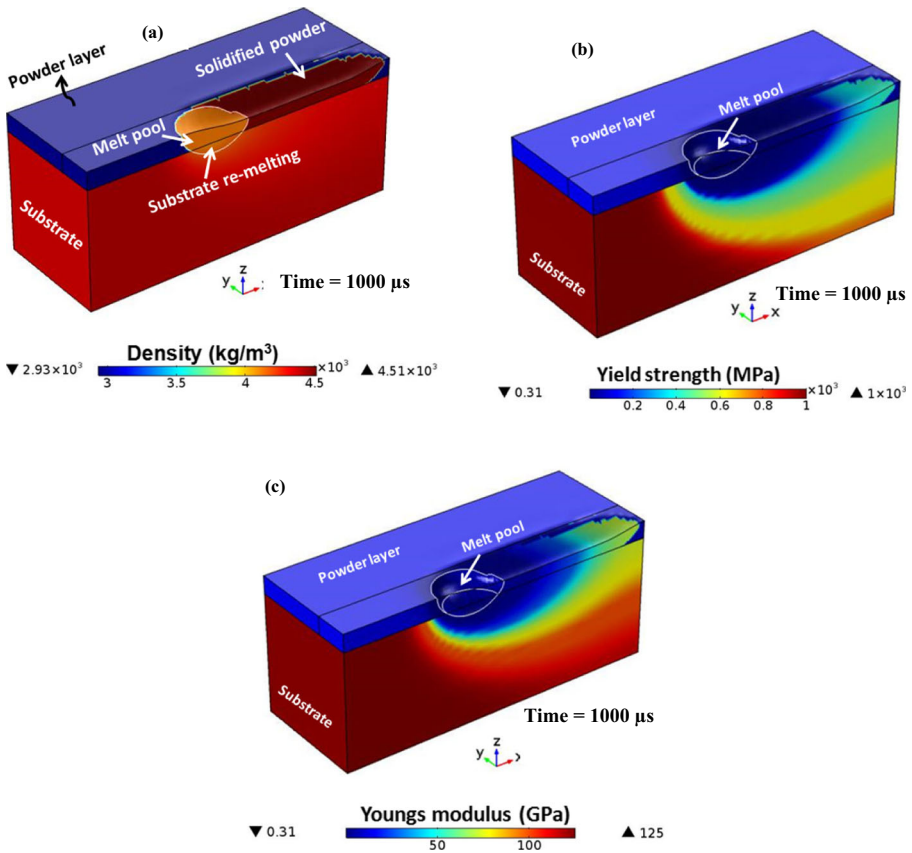 (a)
Powder layer
Solidified powder
Melt pool
Substrate re-melting
Substrate
z
y
Time = 1000 µs
Density (kg/m³)
▼ 2.93×10³
×10³
▲ 4.51×10³
3 3.5 4 4.5
(b)
Melt pool
Powder layer
Substrate
Time = 1000 µs
z
y
x
Yield strength (MPa)
▼ 0.31
×10³
▲ 1×10³
0.2 0.4 0.6 0.8 1
(c)
Melt pool
Powder layer
Substrate
Time = 1000 µs
z
y
Youngs modulus (GPa)
▼ 0.31
▲ 125
50 100